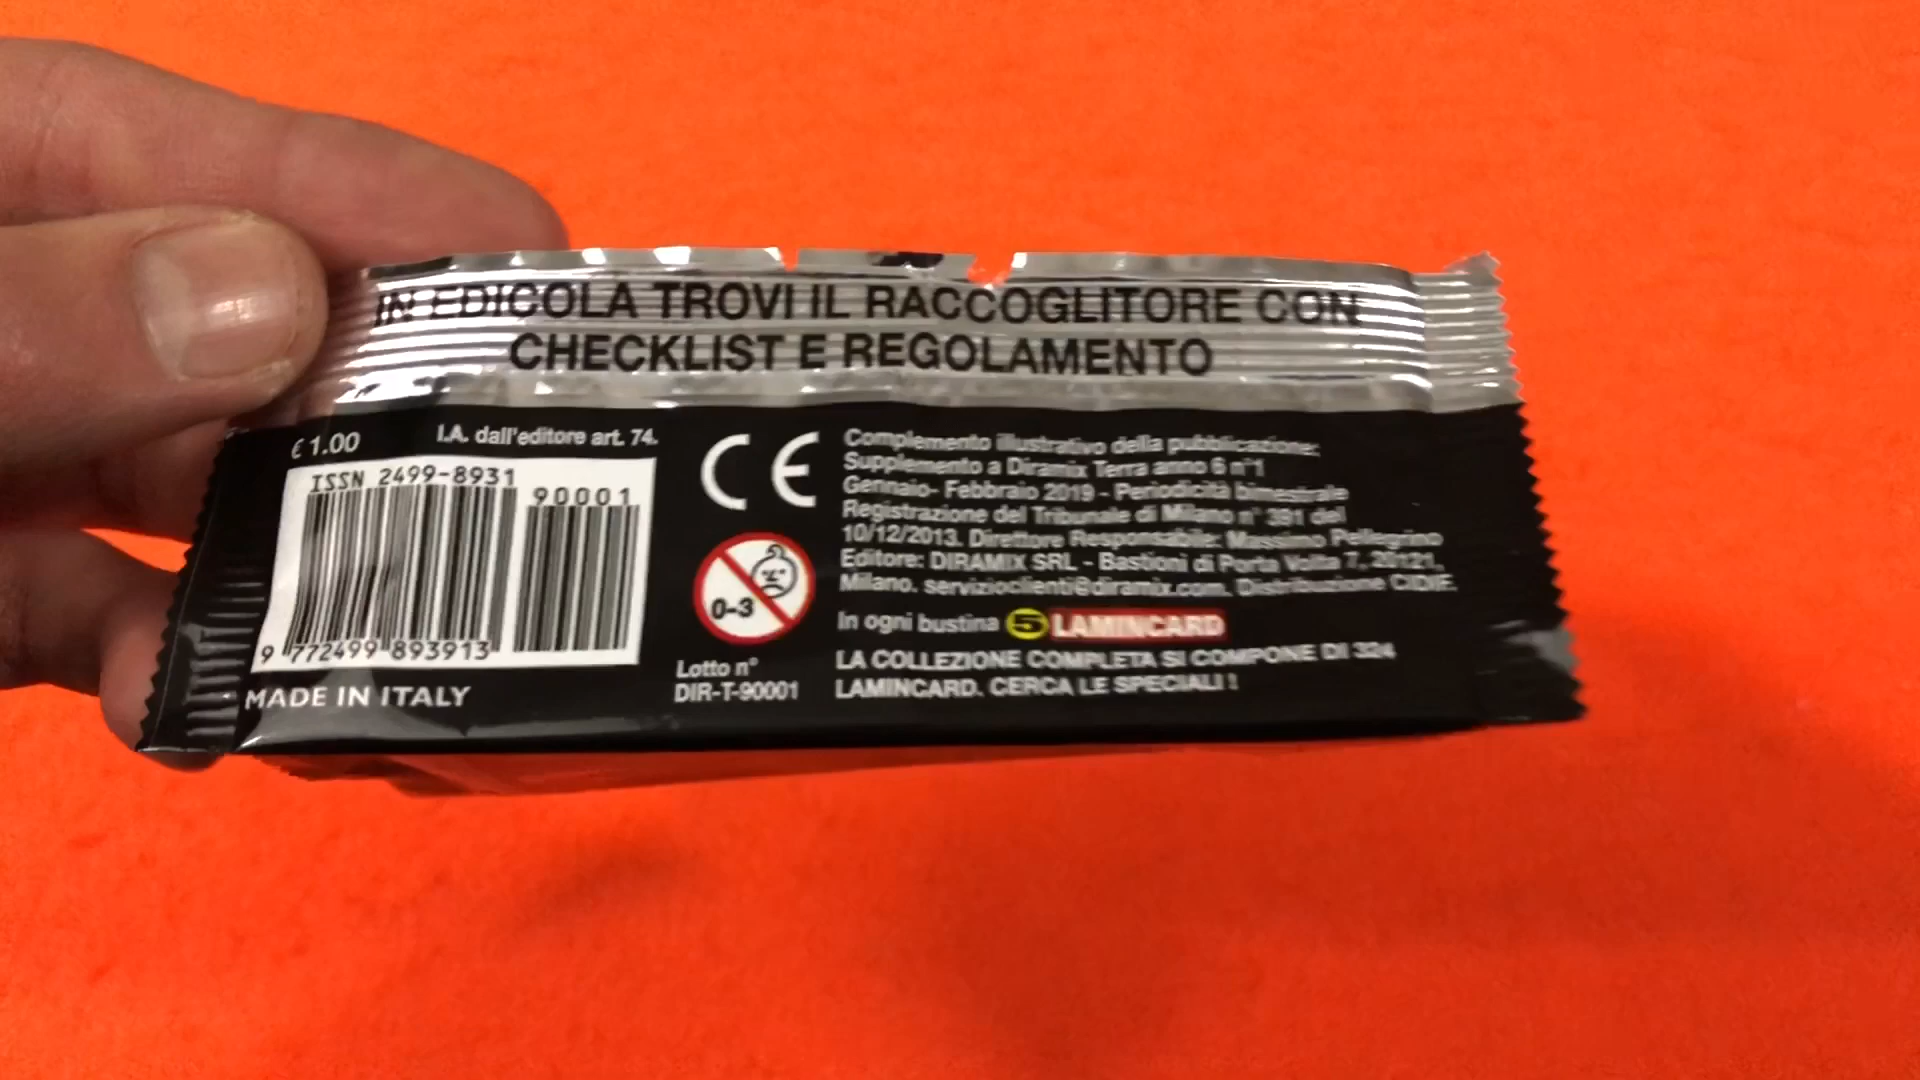 IN EDICOLA TROVI IL RACCOGLITORE CON
CHECKLIST E REGOLAMENTO
€ 1.00
I.A. dall'editore art. 74.
ISSN 2499-8931
90001
9 772499 893913
MADE IN ITALY
CE
0-3
Lotto n°
DIR-T-90001
Complemento illustrativo della pubblicazione:
Supplemento a Diramix Terra anno 6 n°1
Gennaio- Febbraio 2019 - Periodicità bimestrale
Registrazione del Tribunale di Milano n° 391 del
10/12/2013. Direttore Responsabile: Massimo Pellegrino
Editore: DIRAMIX SRL - Bastioni di Porta Volta 7, 20121,
Milano. servizioclienti@diramix.com. Distribuzione CIDIF.
In ogni bustina 5 LAMINCARD
LA COLLEZIONE COMPLETA SI COMPONE DI 324
LAMINCARD. CERCA LE SPECIALI !